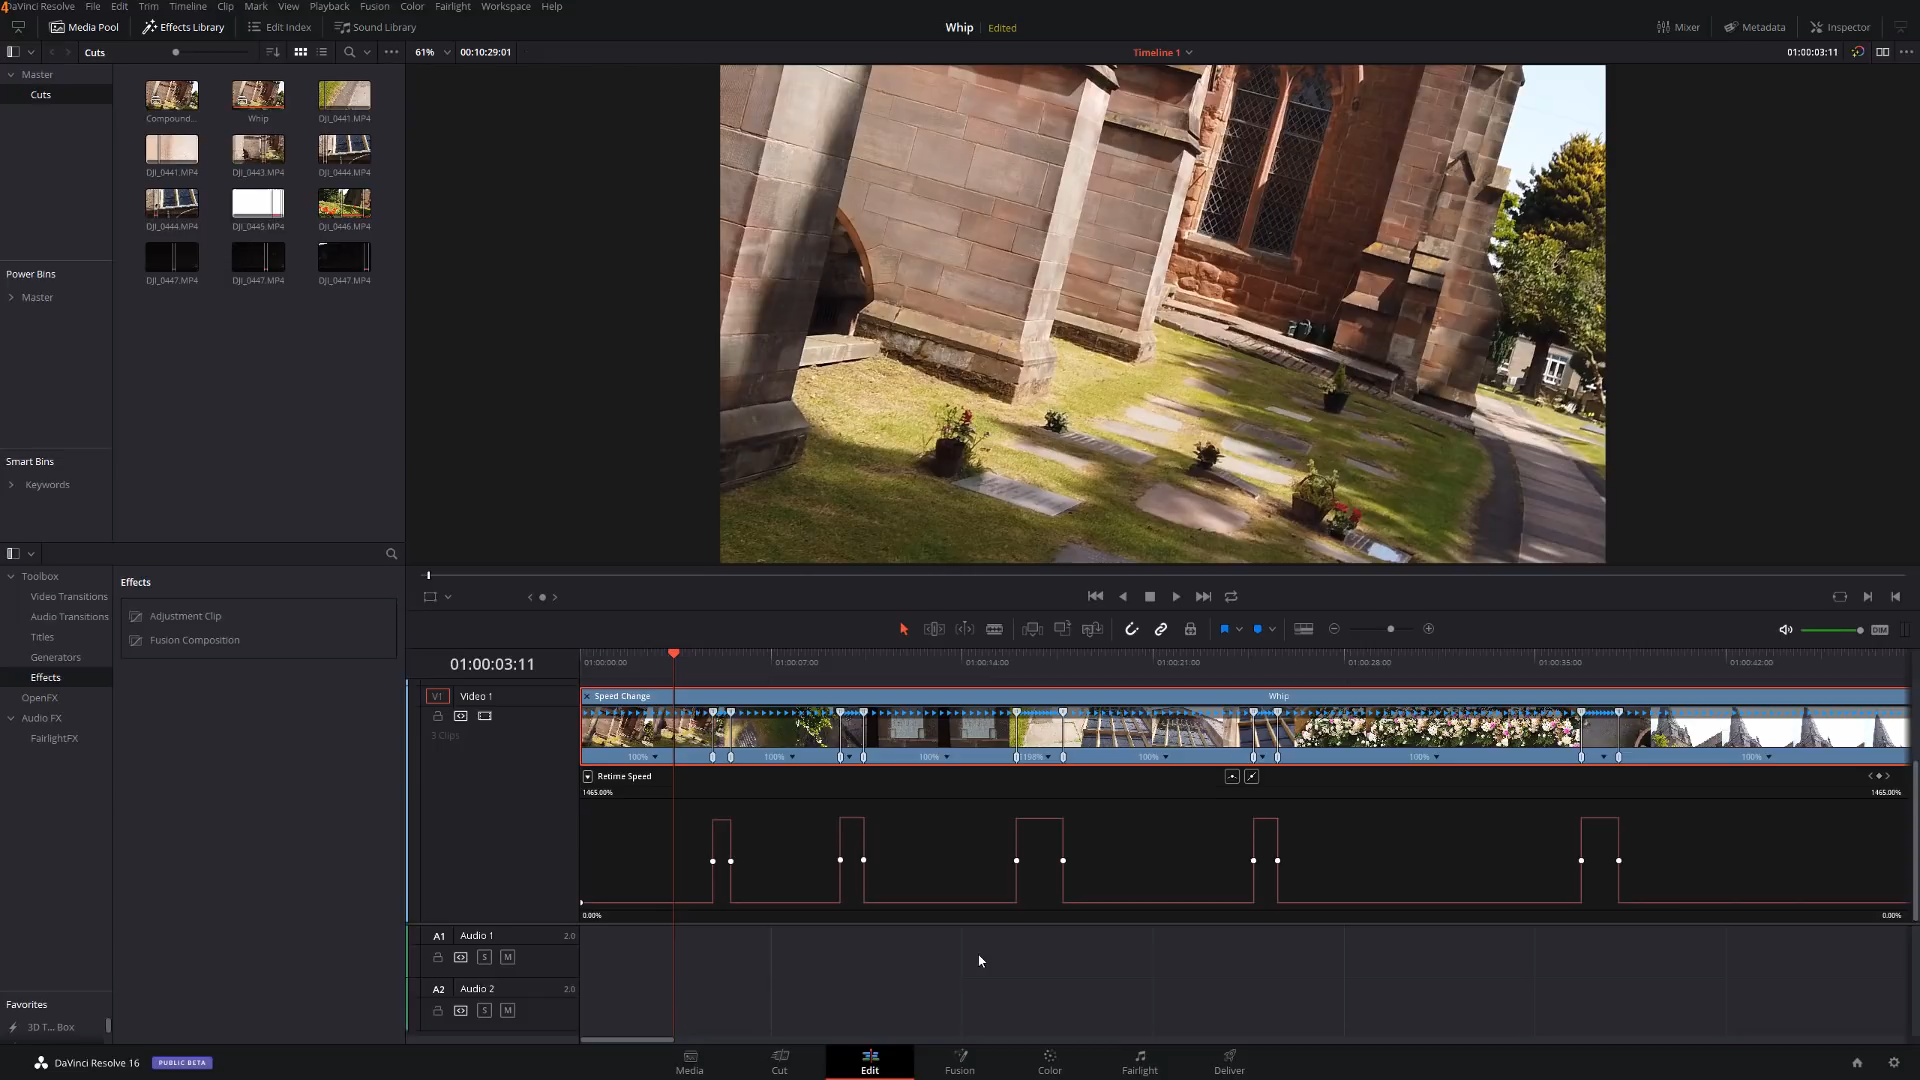 DaVinci Resolve File Edit Trim Timeline Clip Mark View Playback Fusion Color Fairlight Workspace Help
Media Pool Effects Library Edit Index Sound Library Whip Edited Mixer Metadata Inspector
Cuts 61% 00:10:29:01 Timeline 1 01:00:03:11
Master
Cuts
Compound... Whip DJI_0441.MP4
DJI_0441.MP4 DJI_0443.MP4 DJI_0444.MP4
DJI_0444.MP4 DJI_0445.MP4 DJI_0446.MP4
DJI_0447.MP4 DJI_0447.MP4 DJI_0447.MP4
Power Bins
Master
Smart Bins
Keywords
Toolbox
Video Transitions
Audio Transitions
Titles
Generators
Effects
OpenFX
Audio FX
FairlightFX
Effects
Adjustment Clip
Fusion Composition
Favorites
3D T... Box
DIM
01:00:03:11 01:00:00:00 01:00:07:00 01:00:14:00 01:00:21:00 01:00:28:00 01:00:35:00 01:00:42:00
V1 Video 1
3 Clips
Speed Change Whip
100% 100% 100% 1198% 100% 100% 100%
Retime Speed
1465.00% 1465.00%
0.00% 0.00%
A1 Audio 1 2.0
S M
A2 Audio 2 2.0
S M
DaVinci Resolve 16 PUBLIC BETA
Media Cut Edit Fusion Color Fairlight Deliver